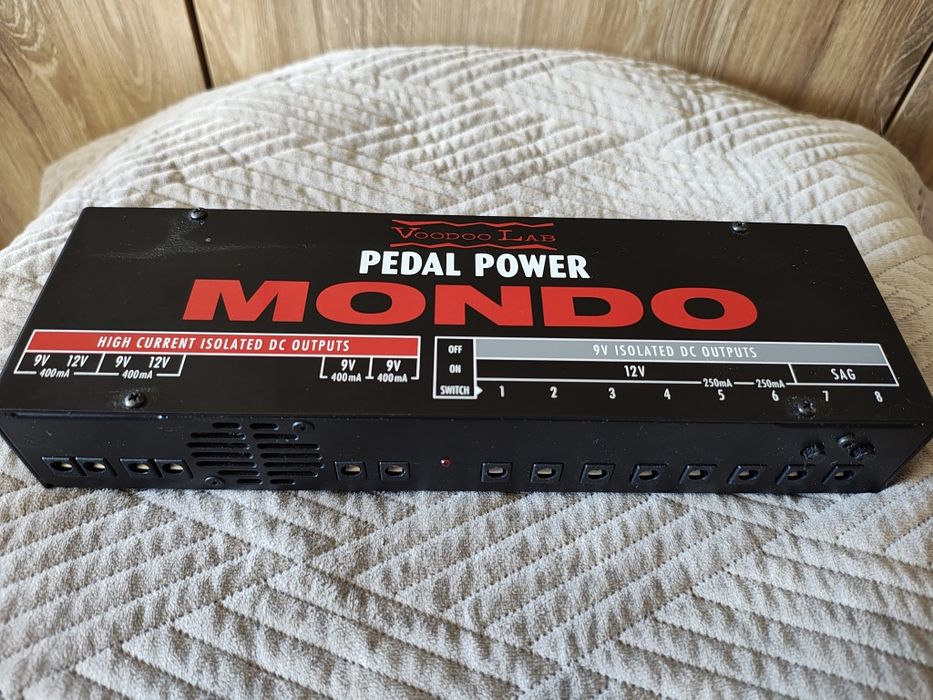 VOODOO LAB
PEDAL POWER
MONDO
HIGH CURRENT ISOLATED DC OUTPUTS
9V 12V 9V 12V 9V 9V
400mA 400mA 400mA 400mA
OFF 9V ISOLATED DC OUTPUTS
ON 12V 250mA 250mA SAG
SWITCH 1 2 3 4 5 6 7 8